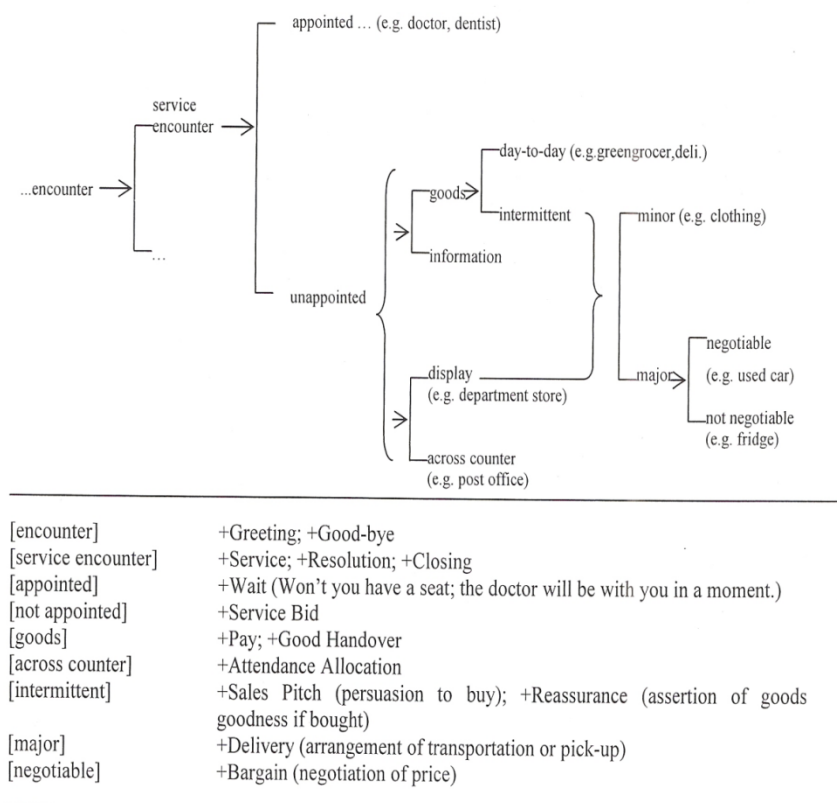 appointed ... (e.g. doctor, dentist)
service
encounter
...encounter
...
unappointed
goods
day-to-day (e.g.greengrocer,deli.)
intermittent
information
display
(e.g. department store)
across counter
(e.g. post office)
minor (e.g. clothing)
major
negotiable
(e.g. used car)
not negotiable
(e.g. fridge)
[encounter] +Greeting; +Good-bye
[service encounter] +Service; +Resolution; +Closing
[appointed] +Wait (Won't you have a seat; the doctor will be with you in a moment.)
[not appointed] +Service Bid
[goods] +Pay; +Good Handover
[across counter] +Attendance Allocation
[intermittent] +Sales Pitch (persuasion to buy); +Reassurance (assertion of goods
goodness if bought)
[major] +Delivery (arrangement of transportation or pick-up)
[negotiable] +Bargain (negotiation of price)